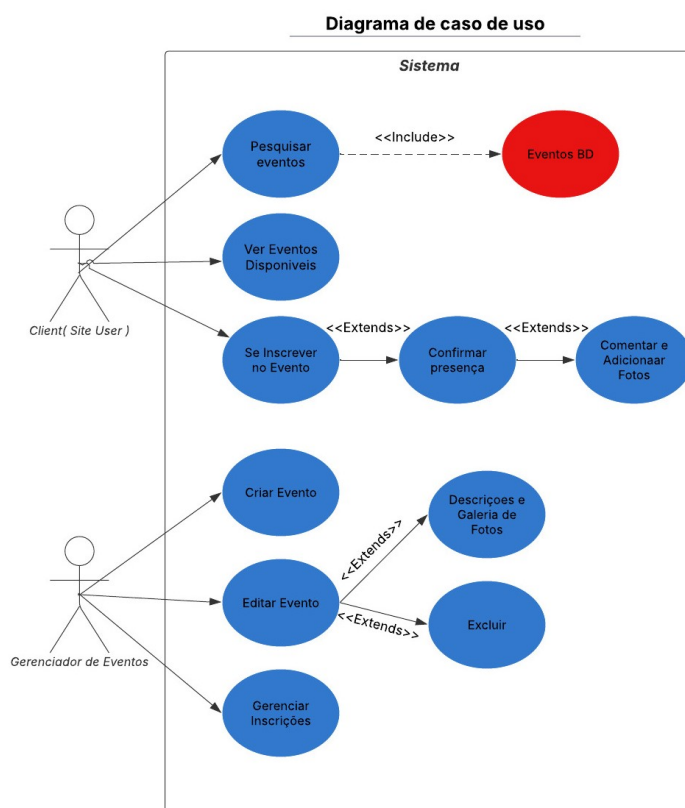 Diagrama de caso de uso
Sistema
Pesquisar
eventos
<<Include>>
Eventos BD
Ver Eventos
Disponiveis
Client( Site User )
Se Inscrever
no Evento
<<Extends>>
Confirmar
presença
<<Extends>>
Comentar e
Adicionaar
Fotos
Criar Evento
Descriçoes e
Galeria de
Fotos
<<Extends>>
Editar Evento
<<Extends>>
Excluir
Gerenciador de Eventos
Gerenciar
Inscrições